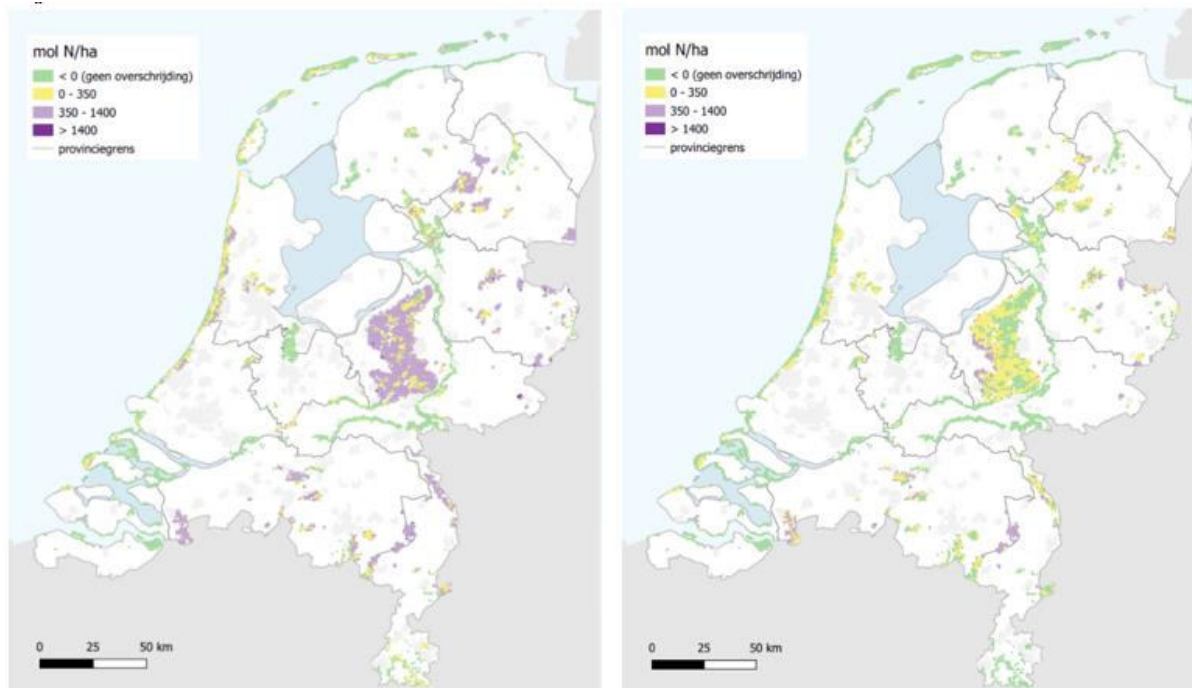 mol N/ha
< 0 (geen overschrijding)
0 - 350
350 - 1400
> 1400
provinciegrens
0 25 50 km
mol N/ha
< 0 (geen overschrijding)
0 - 350
350 - 1400
> 1400
provinciegrens
0 25 50 km